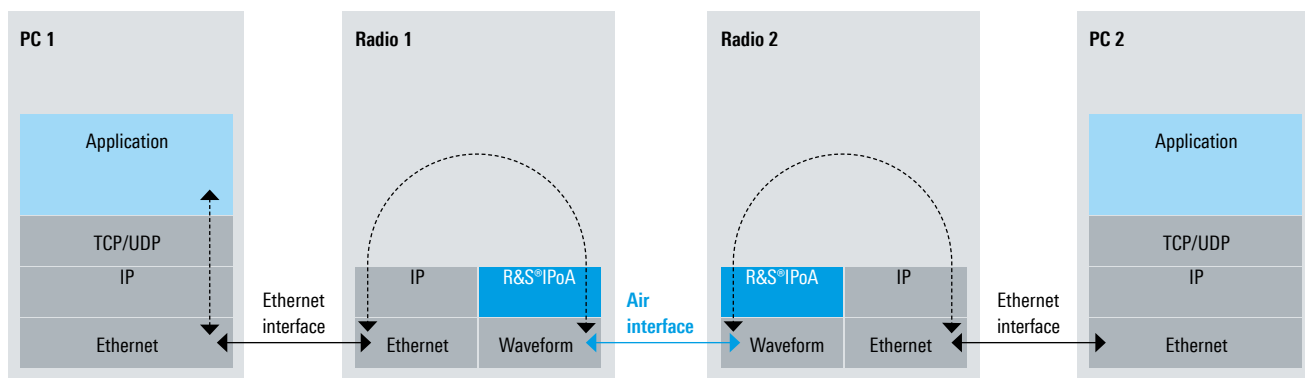 PC 1
Application
TCP/UDP
IP
Ethernet
Ethernet
interface
Radio 1
IP
R&S®IPoA
Ethernet
Waveform
Air
interface
Radio 2
R&S®IPoA
IP
Waveform
Ethernet
Ethernet
interface
PC 2
Application
TCP/UDP
IP
Ethernet